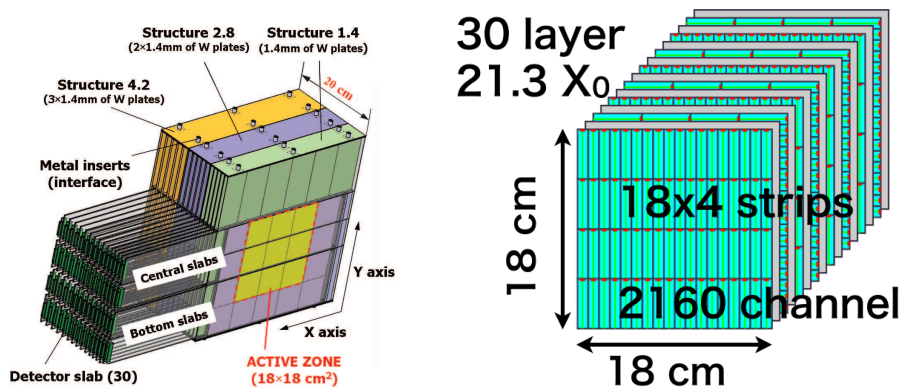 Structure 2.8
(2×1.4mm of W plates)
Structure 1.4
(1.4mm of W plates)
Structure 4.2
(3×1.4mm of W plates)
20 cm
Metal inserts
(interface)
Central slabs
Bottom slabs
Y axis
X axis
Detector slab (30)
ACTIVE ZONE
(18×18 cm²)
30 layer
21.3 X₀
18x4 strips
2160 channel
18 cm
18 cm